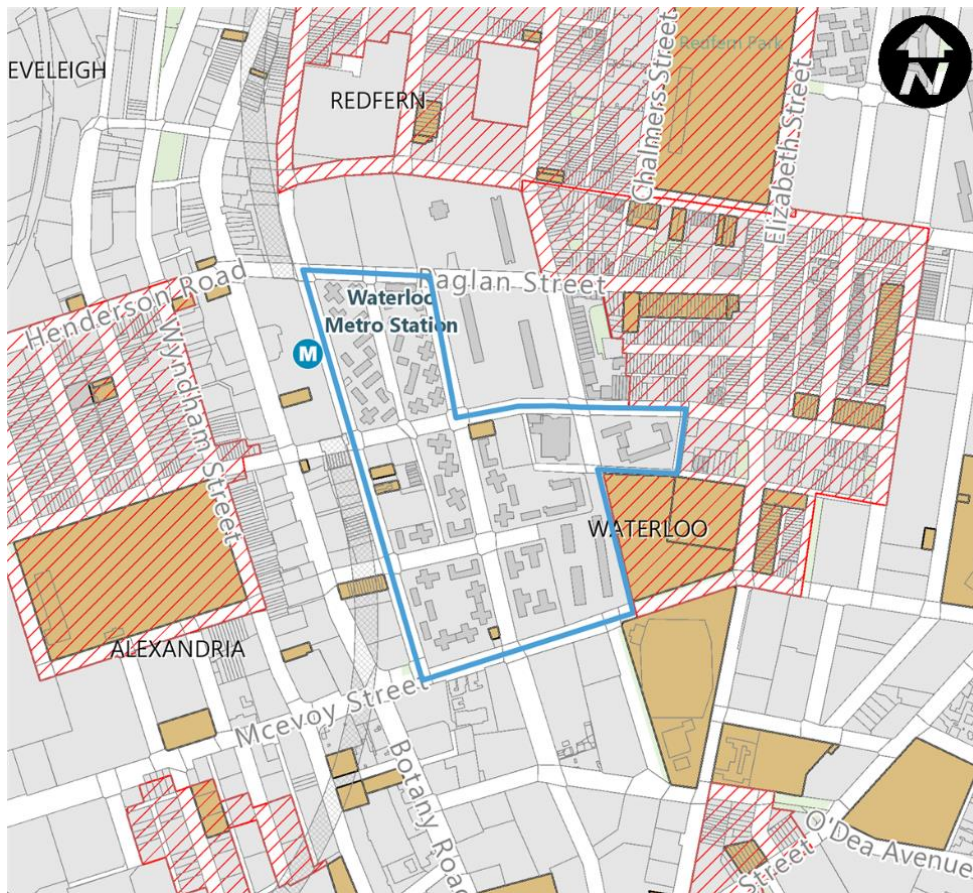 Redfern Park
EVELEIGH
N
REDFERN
Chalmers Street
Elizabeth Street
Henderson Road
Raglan Street
Waterloo
Metro Station
M
Wyndham Street
WATERLOO
ALEXANDRIA
Mcevoy Street
Botany Road
O'Dea Avenue
Street